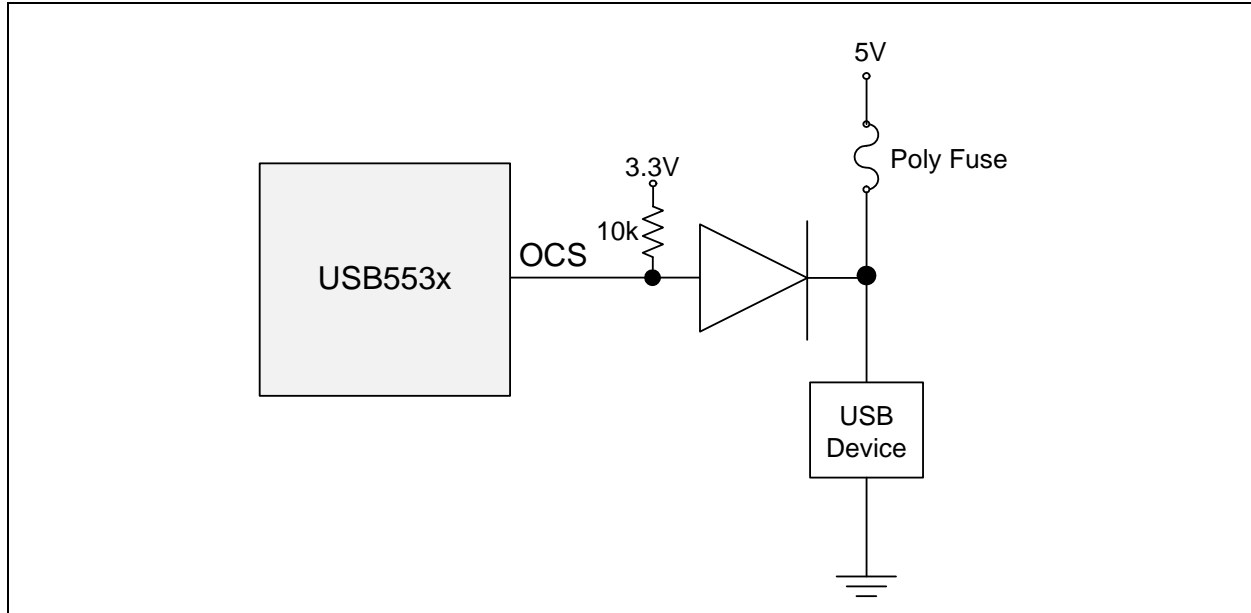 5V
Poly Fuse
3.3V
10k
OCS
USB553x
USB
Device